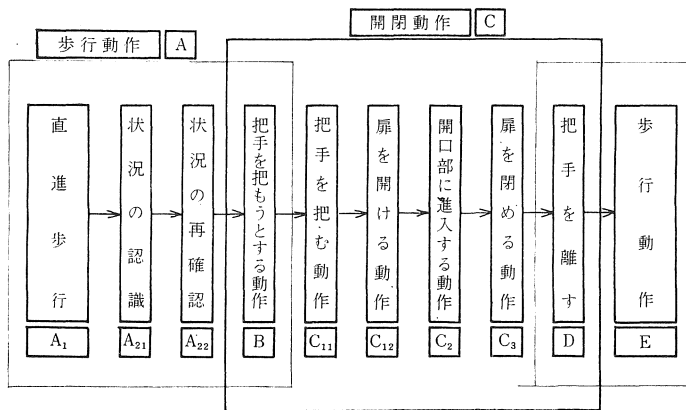 開閉動作 C
歩行動作 A
直進歩行
状況の認識
状況の再確認
把手を把もうとする動作
把手を把む動作
扉を開ける動作
開口部に進入する動作
扉を閉める動作
把手を離す
歩行動作
A₁
A₂₁
A₂₂
B
C₁₁
C₁₂
C₂
C₃
D
E